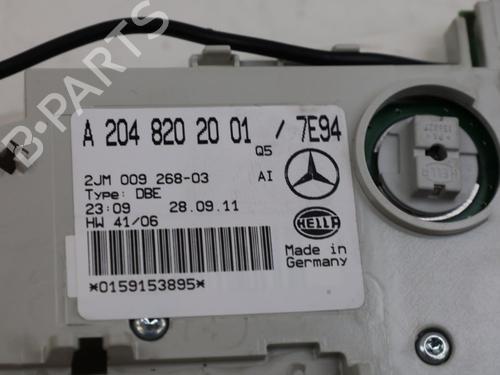 B-PARTS
A 204 820 20 01 / 7E94
Q5
2JM 009 268-03
AI
Type: DBE
23:09 28.09.11
HW 41/06
HELLA
Made in
Germany
*0159153895*
HELLA